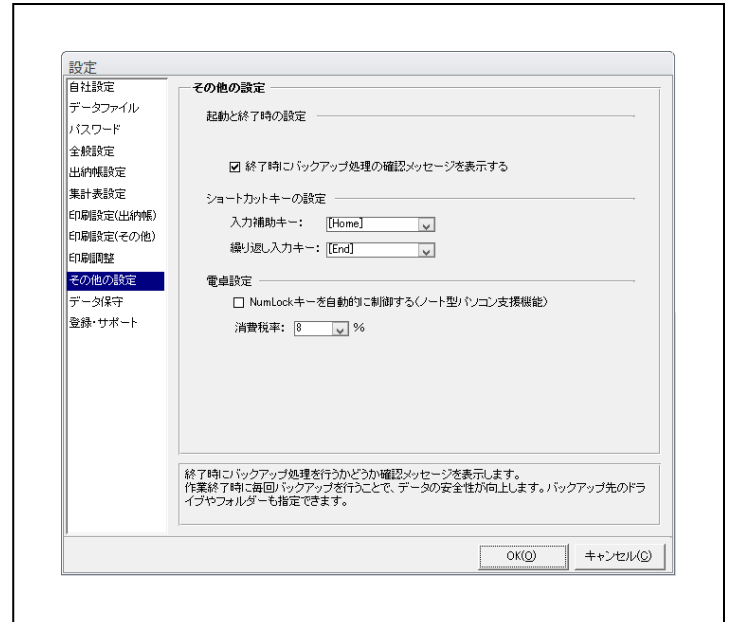 設定
自社設定
データファイル
パスワード
全般設定
出納帳設定
集計表設定
印刷設定(出納帳)
印刷設定(その他)
印刷調整
その他の設定
データ保守
登録・サポート
その他の設定
起動と終了時の設定
終了時にバックアップ処理の確認メッセージを表示する
ショートカットキーの設定
入力補助キー： [Home]
繰り返し入力キー： [End]
電卓設定
NumLockキーを自動的に制御する(ノート型パソコン支援機能)
消費税率： 8 %
終了時にバックアップ処理を行うかどうか確認メッセージを表示します。
作業終了時に毎回バックアップを行うことで、データの安全性が向上します。バックアップ先のドラ
イブやフォルダーも指定できます。
OK(O) キャンセル(C)